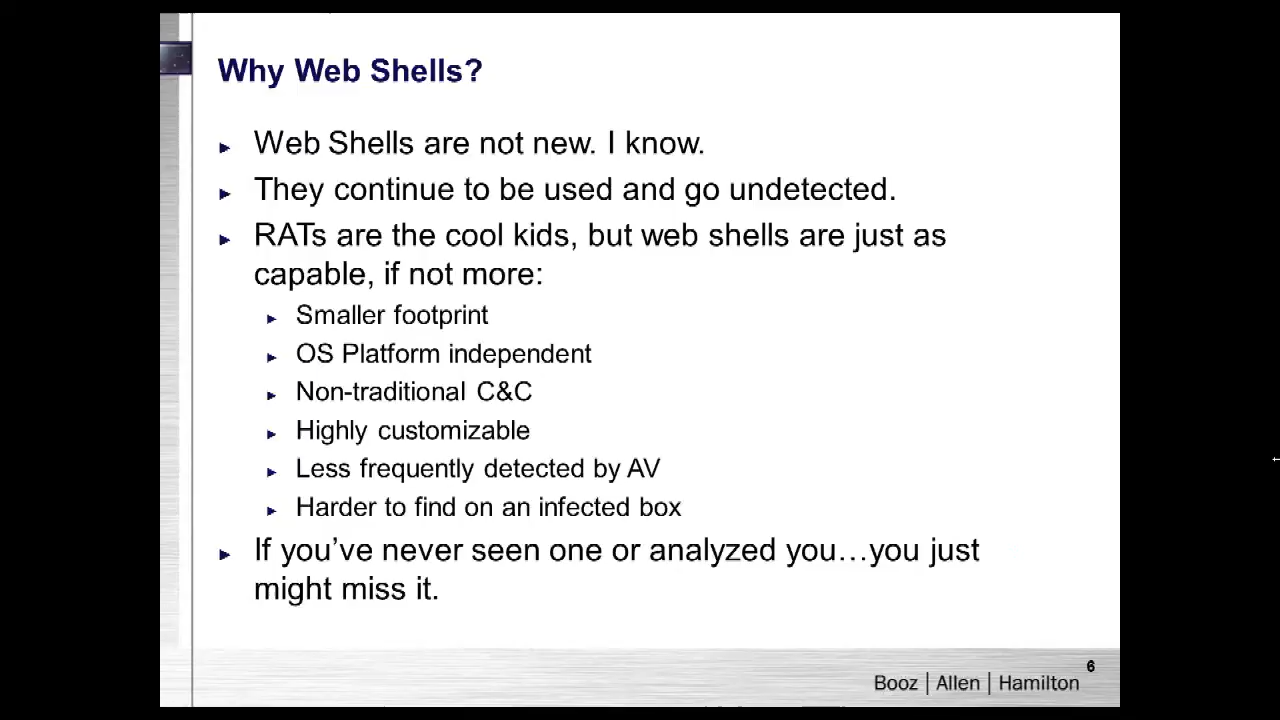 Why Web Shells?
Web Shells are not new. I know.
They continue to be used and go undetected.
RATs are the cool kids, but web shells are just as
capable, if not more:
Smaller footprint
OS Platform independent
Non-traditional C&C
Highly customizable
Less frequently detected by AV
Harder to find on an infected box
If you’ve never seen one or analyzed you…you just
might miss it.
6
Booz | Allen | Hamilton